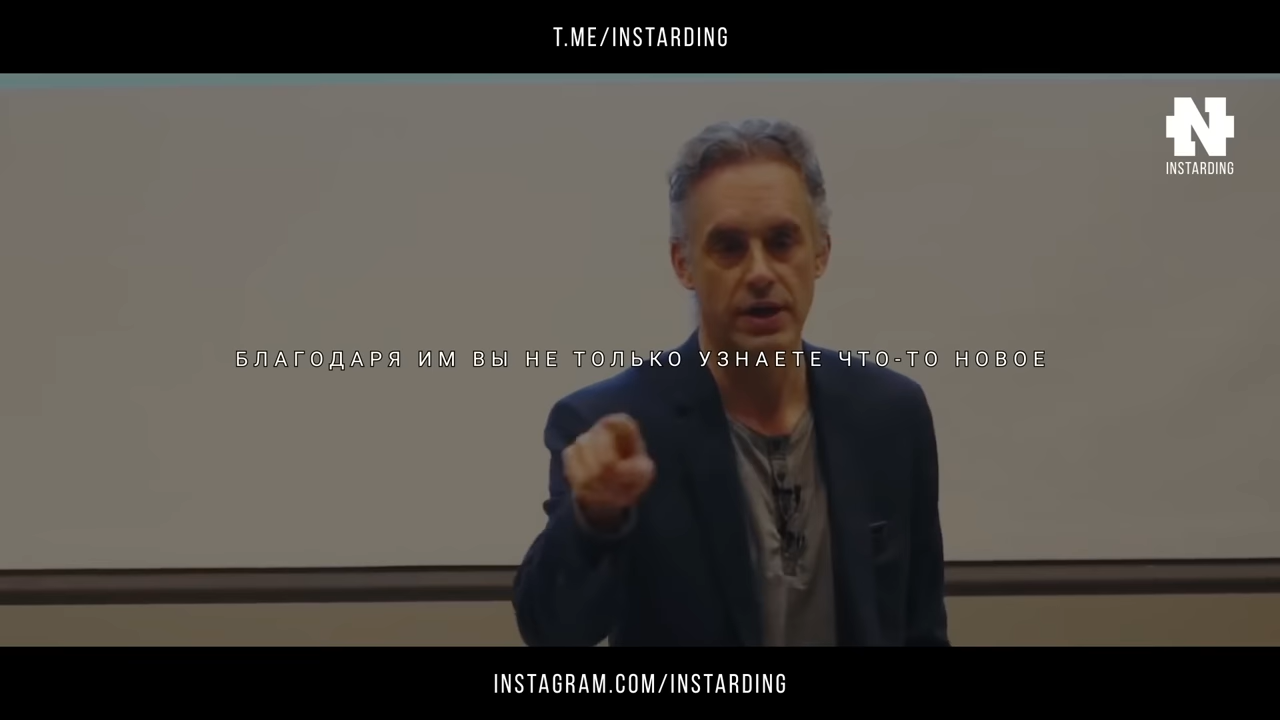 T.ME/INSTARDING
N
INSTARDING
БЛАГОДАРЯ ИМ ВЫ НЕ ТОЛЬКО УЗНАЕТЕ ЧТО-ТО НОВОЕ
INSTAGRAM.COM/INSTARDING